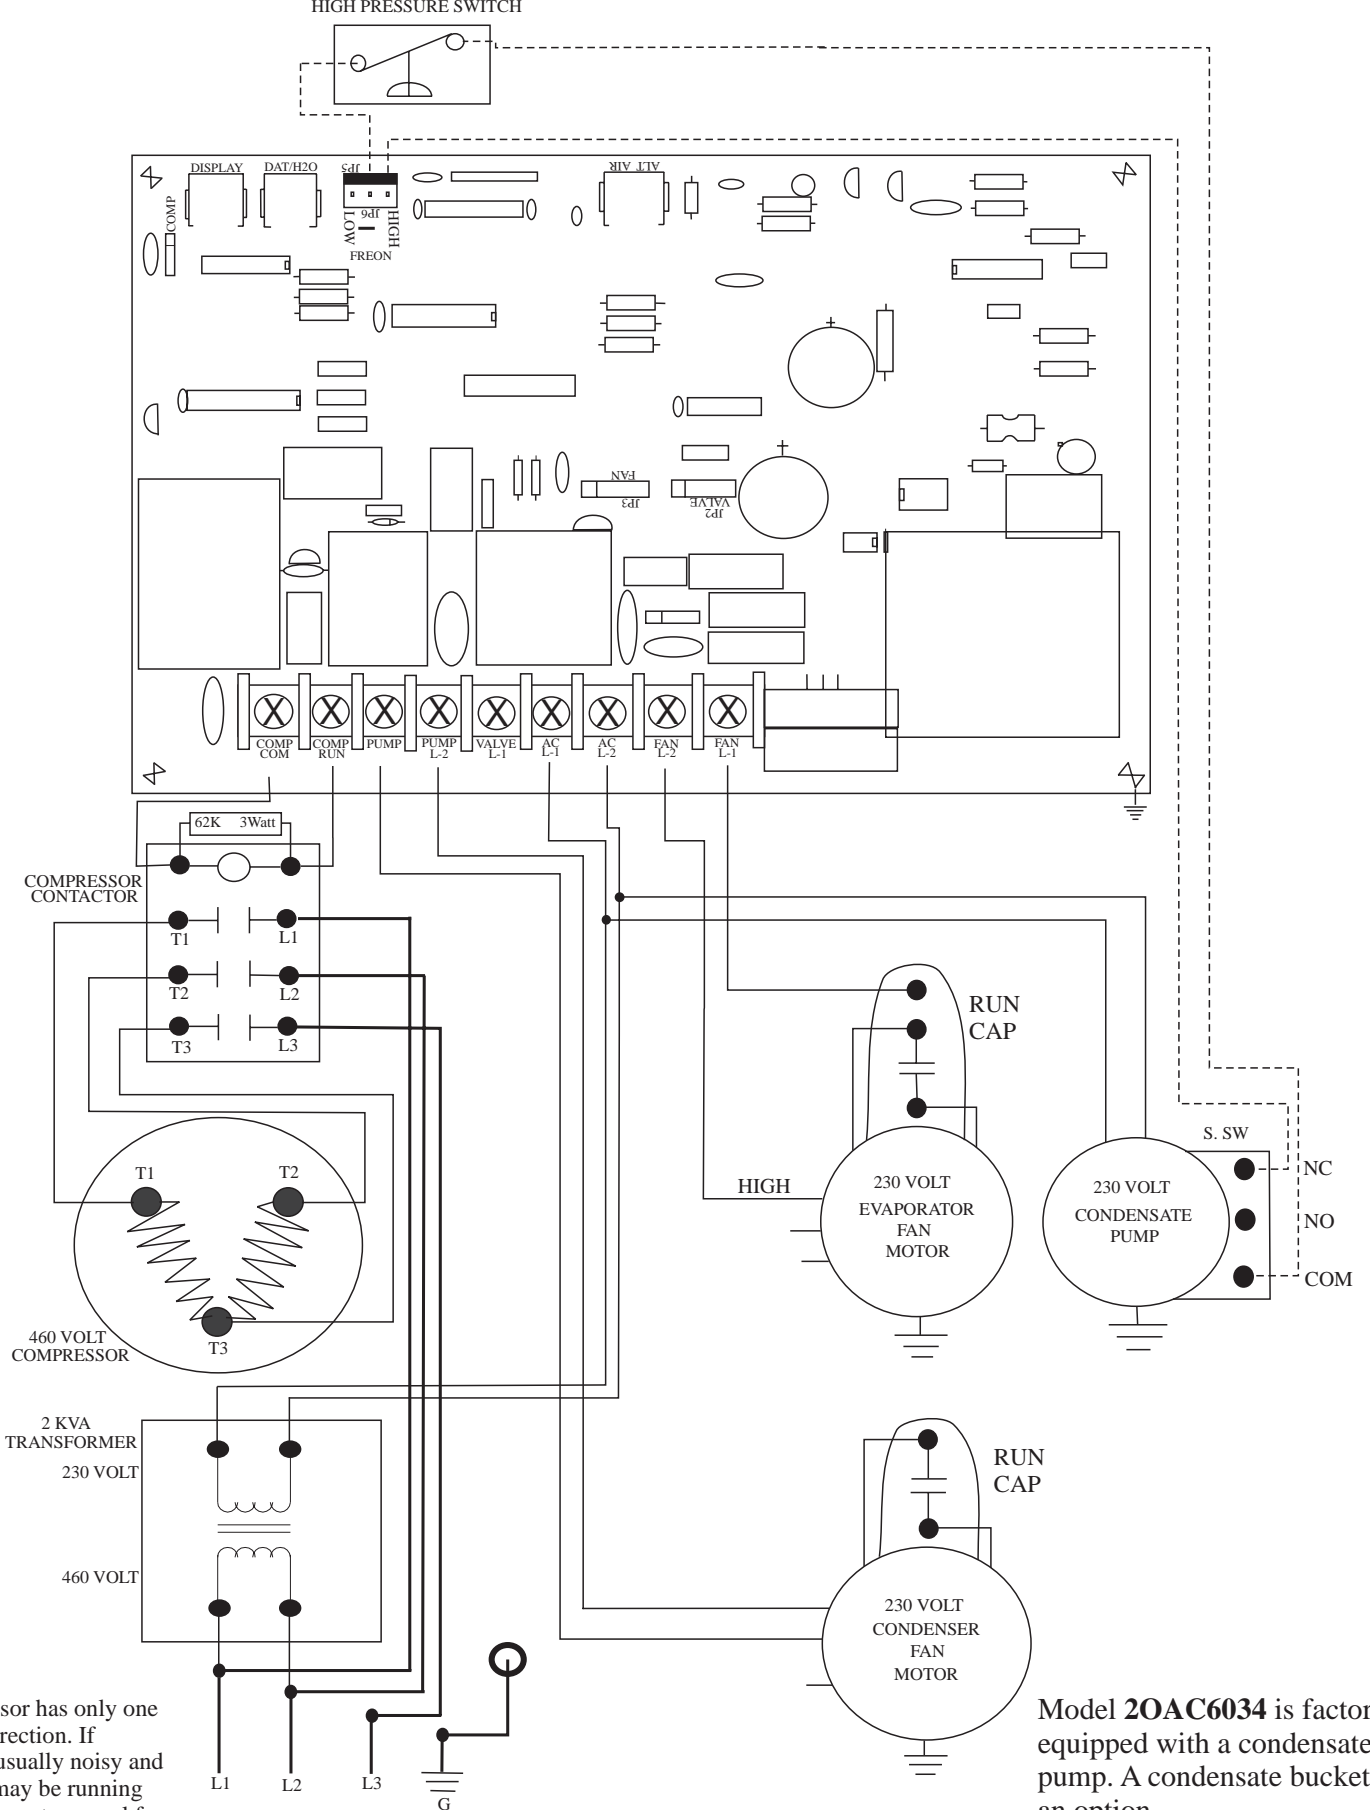 HIGH PRESSURE SWITCH
DISPLAY
DAT/H2O
JP5
ALT AIR
COMP
JP6
LOW
HIGH
FREON
FAN
JP3
VALVE
JP2
COMP COM
COMP RUN
PUMP
PUMP L-2
VALVE L-1
AC L-1
AC L-2
FAN L-2
FAN L-1
62K 3Watt
COMPRESSOR
CONTACTOR
T1
L1
T2
L2
T3
L3
RUN
CAP
S. SW
NC
NO
COM
HIGH
230 VOLT
EVAPORATOR
FAN
MOTOR
230 VOLT
CONDENSATE
PUMP
T1
T2
T3
460 VOLT
COMPRESSOR
2 KVA
TRANSFORMER
230 VOLT
460 VOLT
RUN
CAP
230 VOLT
CONDENSER
FAN
MOTOR
L1
L2
L3
G
sor has only one
rection. If
usually noisy and
may be running
Model 2OAC6034 is factor
equipped with a condensate
pump. A condensate bucket
an option